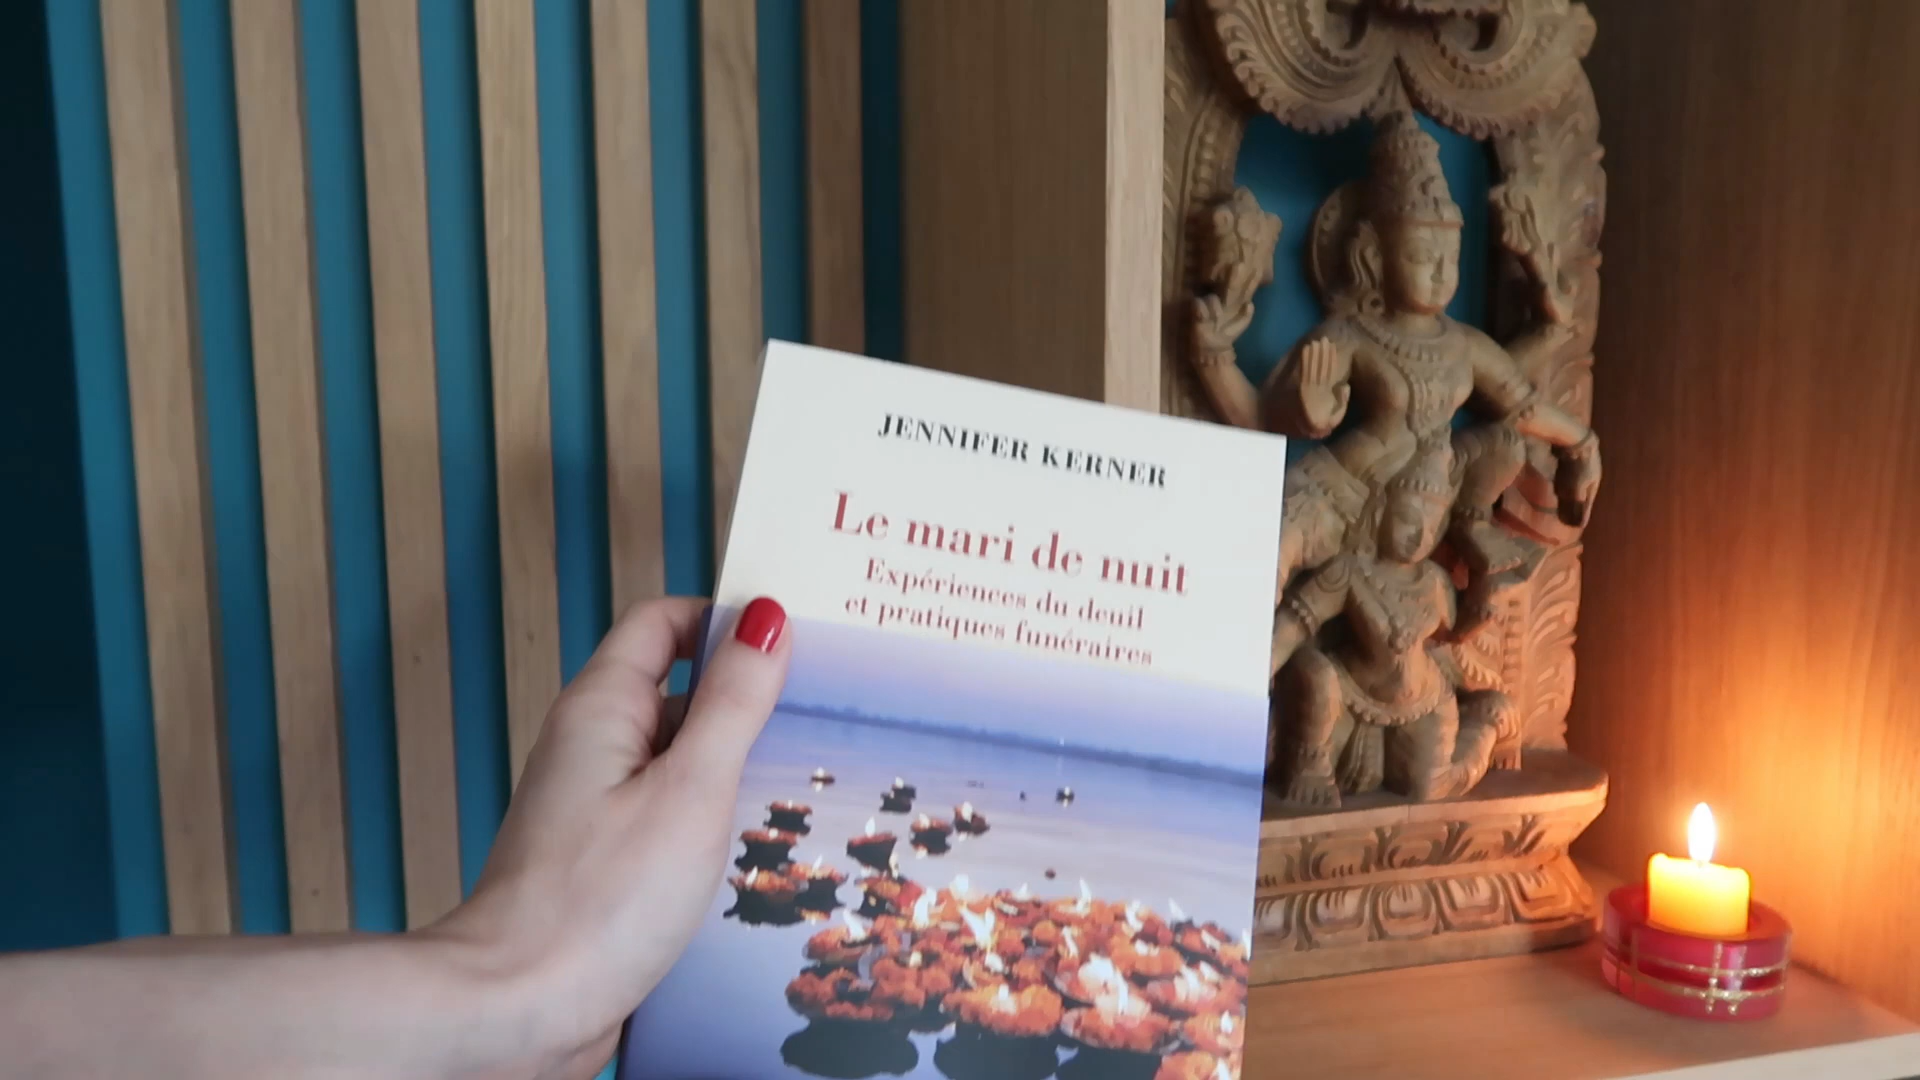 JENNIFER KERNER
Le mari de nuit
Expériences du deuil
et pratiques funéraires